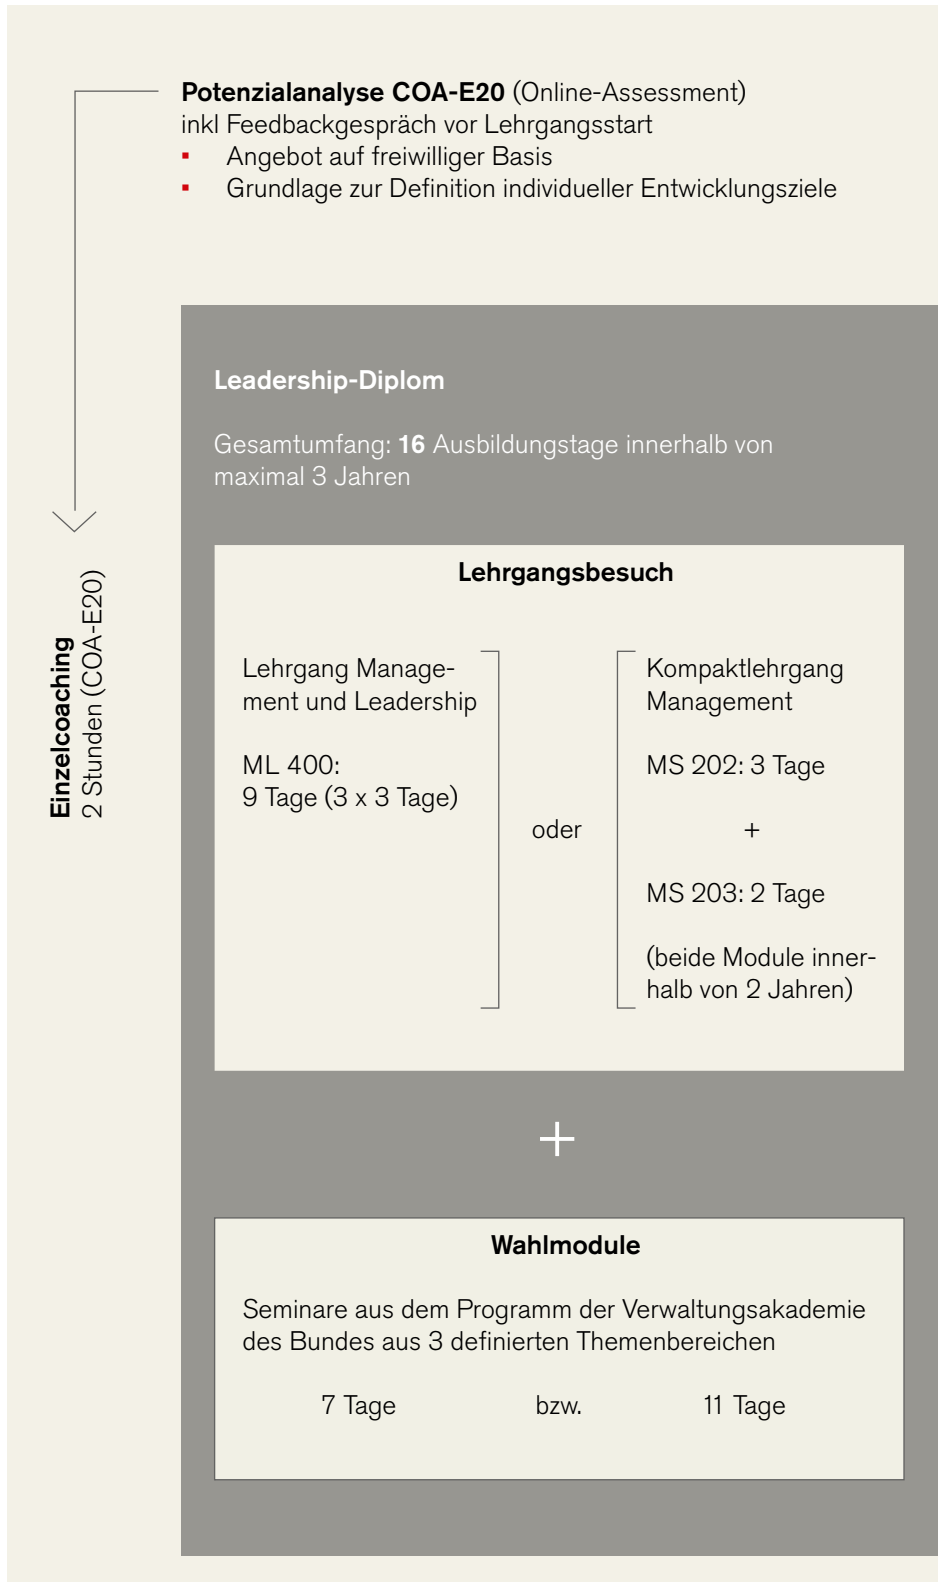 Potenzialanalyse COA-E20 (Online-Assessment)
inkl Feedbackgespräch vor Lehrgangsstart
▪ Angebot auf freiwilliger Basis
▪ Grundlage zur Definition individueller Entwicklungsziele
Einzelcoaching
2 Stunden (COA-E20)
Leadership-Diplom
Gesamtumfang: 16 Ausbildungstage innerhalb von
maximal 3 Jahren
Lehrgangsbesuch
Lehrgang Manage-
ment und Leadership
ML 400:
9 Tage (3 x 3 Tage)
oder
Kompaktlehrgang
Management
MS 202: 3 Tage
+
MS 203: 2 Tage
(beide Module inner-
halb von 2 Jahren)
+
Wahlmodule
Seminare aus dem Programm der Verwaltungsakademie
des Bundes aus 3 definierten Themenbereichen
7 Tage bzw. 11 Tage